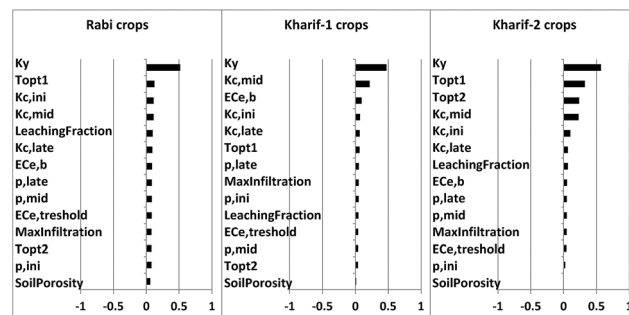 Rabi crops
Ky
Topt1
Kc,ini
Kc,mid
LeachingFraction
Kc,late
ECe,b
p,late
p,mid
ECe,treshold
MaxInfiltration
Topt2
p,ini
SoilPorosity
-1 -0.5 0 0.5 1
Kharif-1 crops
Ky
Kc,mid
ECe,b
Kc,ini
Kc,late
Topt1
p,late
MaxInfiltration
p,ini
LeachingFraction
ECe,treshold
p,mid
Topt2
SoilPorosity
-1 -0.5 0 0.5 1
Kharif-2 crops
Ky
Topt1
Topt2
Kc,mid
Kc,ini
Kc,late
LeachingFraction
ECe,b
p,late
p,mid
MaxInfiltration
ECe,treshold
p,ini
SoilPorosity
-1 -0.5 0 0.5 1